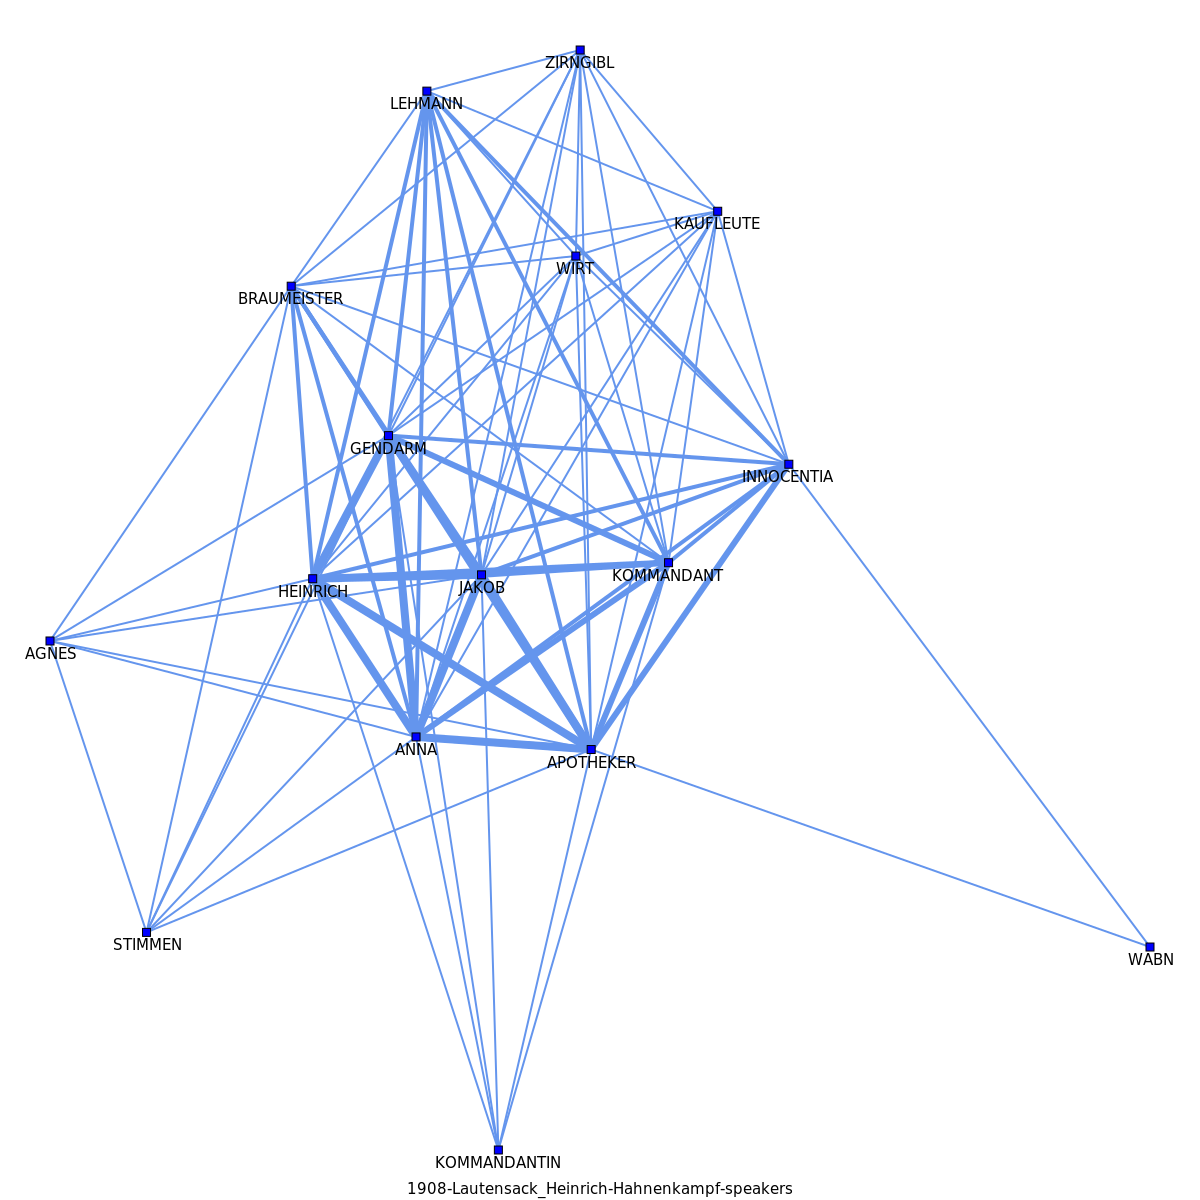 ZIRNGIBL
LEHMANN
KAUFLEUTE
WIRT
BRAUMEISTER
GENDARM
INNOCENTIA
KOMMANDANT
HEINRICH
JAKOB
AGNES
ANNA
APOTHEKER
STIMMEN
WABN
KOMMANDANTIN
1908-Lautensack_Heinrich-Hahnenkampf-speakers